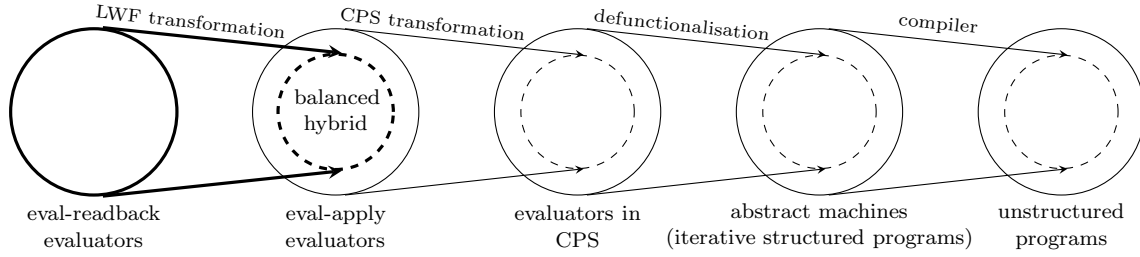 LWF transformation
CPS transformation
defunctionalisation
compiler
balanced
hybrid
eval-readback
evaluators
eval-apply
evaluators
evaluators in
CPS
abstract machines
(iterative structured programs)
unstructured
programs